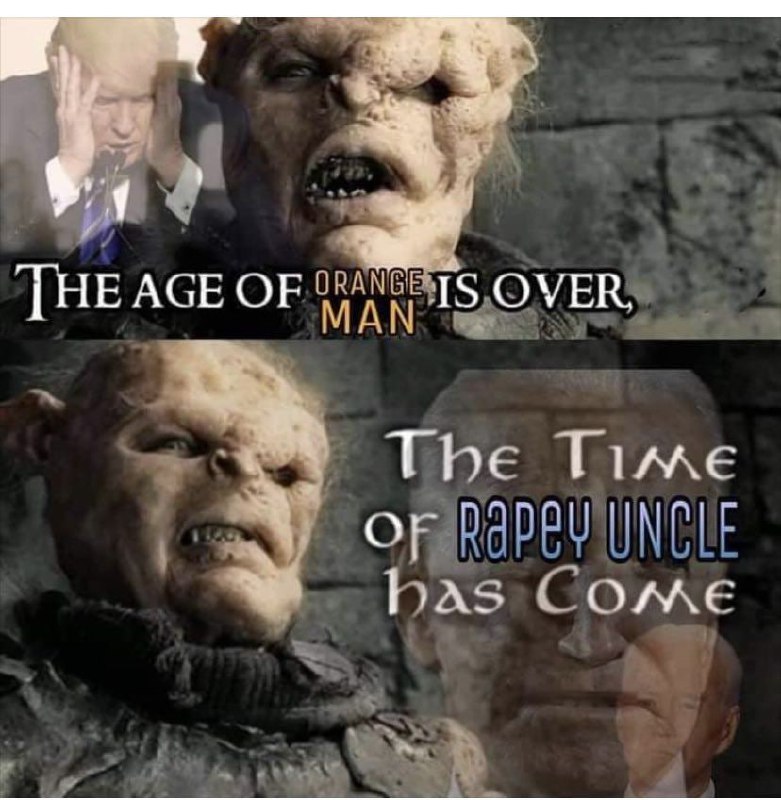 THE AGE OF ORANGE MAN IS OVER,
The Time
of Rapey UNCLE
has Come